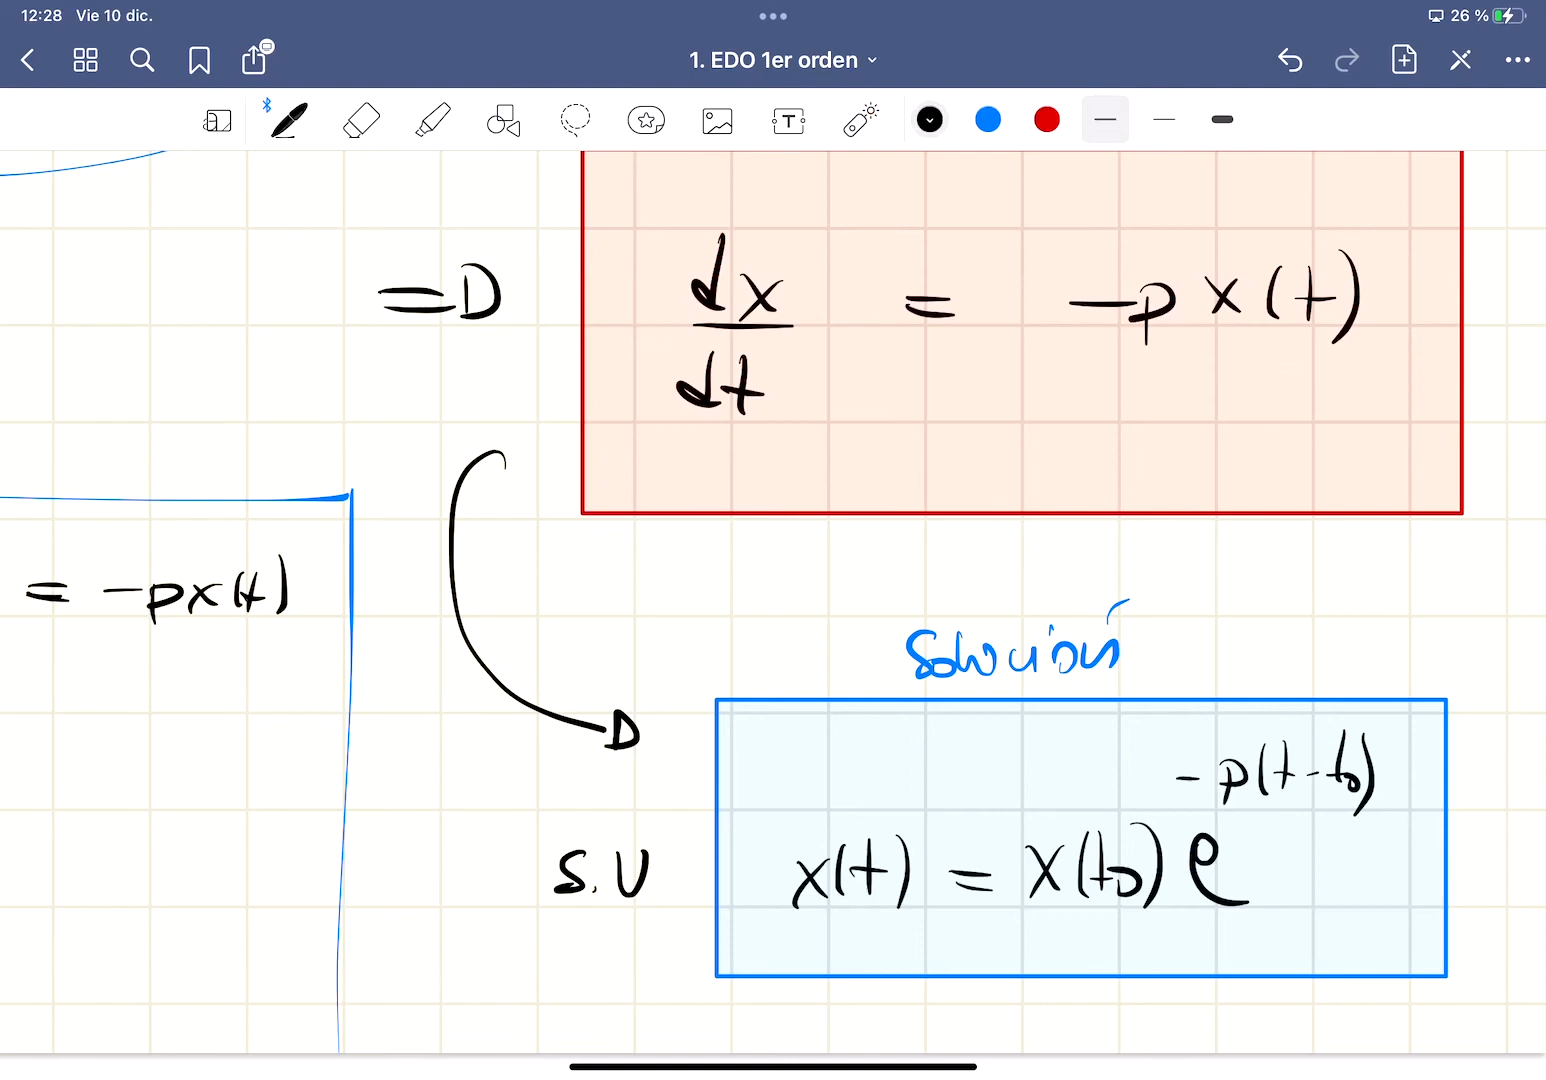 12:28 Vie 10 dic.
26 %
1. EDO 1er orden
T
=D
dx/dt = -p x(t)
= -px(t)
Solución
D
S.V
x(t) = x(t₀) e^{-p(t-t₀)}